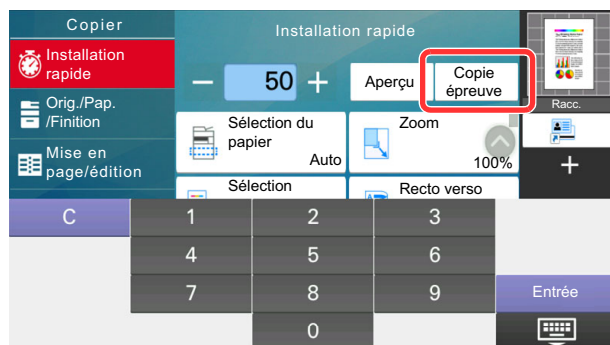 Copier
Installation rapide
Installation
rapide
− 50 +
Aperçu
Copie
épreuve
Orig./Pap.
/Finition
Racc.
Sélection du
papier
Auto
Zoom
100%
Mise en
page/édition
+
Sélection
Recto verso
C 1 2 3
4 5 6
7 8 9 Entrée
0